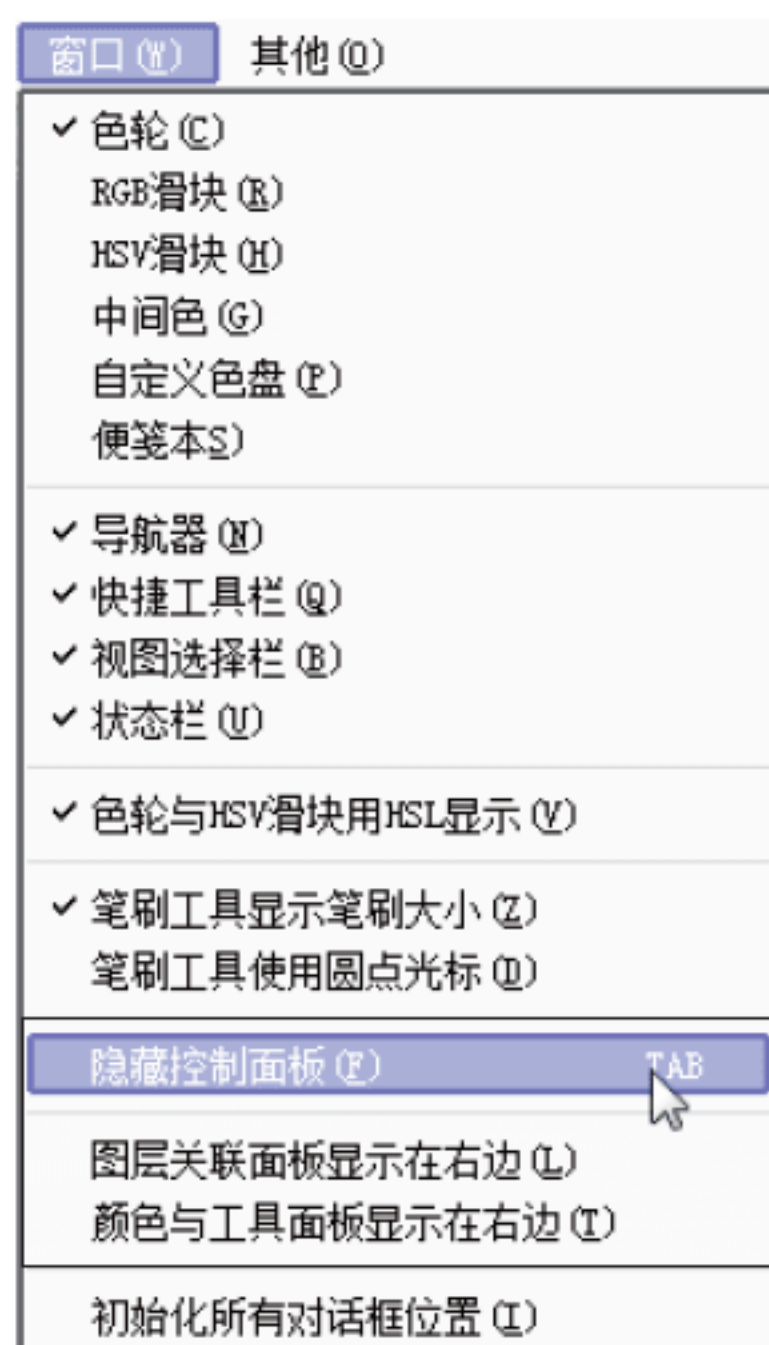 窗口(W) 其他(O)
✓ 色轮(C)
RGB滑块(R)
HSV滑块(H)
中间色(G)
自定义色盘(P)
便笺本S)
✓ 导航器(N)
✓ 快捷工具栏(Q)
✓ 视图选择栏(B)
✓ 状态栏(U)
✓ 色轮与HSV滑块用HSL显示(V)
✓ 笔刷工具显示笔刷大小(Z)
笔刷工具使用圆点光标(D)
隐藏控制面板(F) TAB
图层关联面板显示在右边(L)
颜色与工具面板显示在右边(T)
初始化所有对话框位置(I)